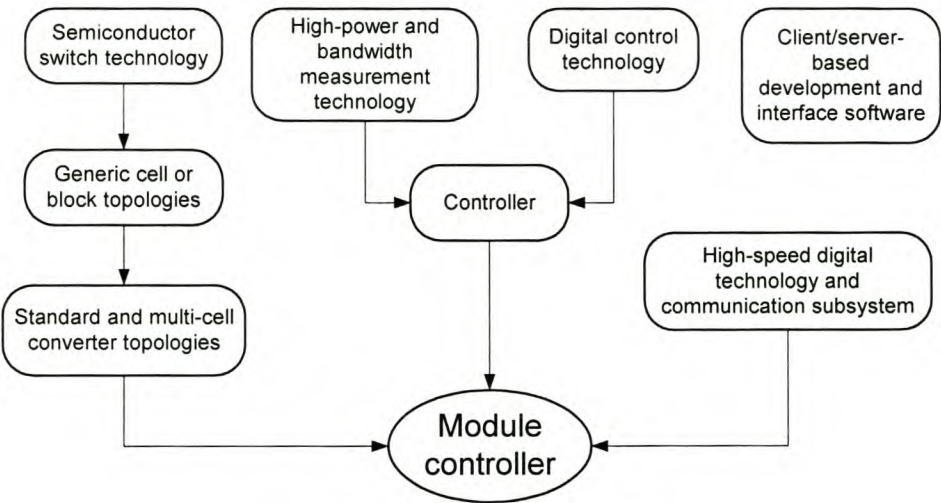 Semiconductor
switch technology
High-power and
bandwidth
measurement
technology
Digital control
technology
Client/server-
based
development and
interface software
Generic cell or
block topologies
Controller
High-speed digital
technology and
communication subsystem
Standard and multi-cell
converter topologies
Module
controller